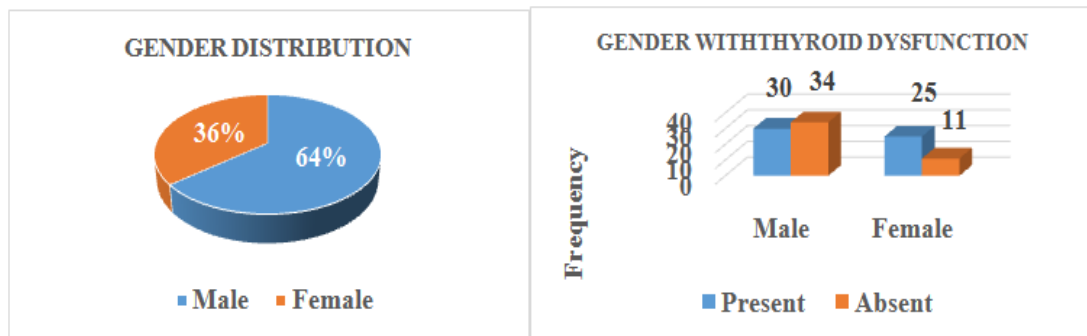 GENDER DISTRIBUTION
36%
64%
Male Female
GENDER WITHTHYROID DYSFUNCTION
30 34 25 11
40
30
20
10
0
Frequency
Male Female
Present Absent